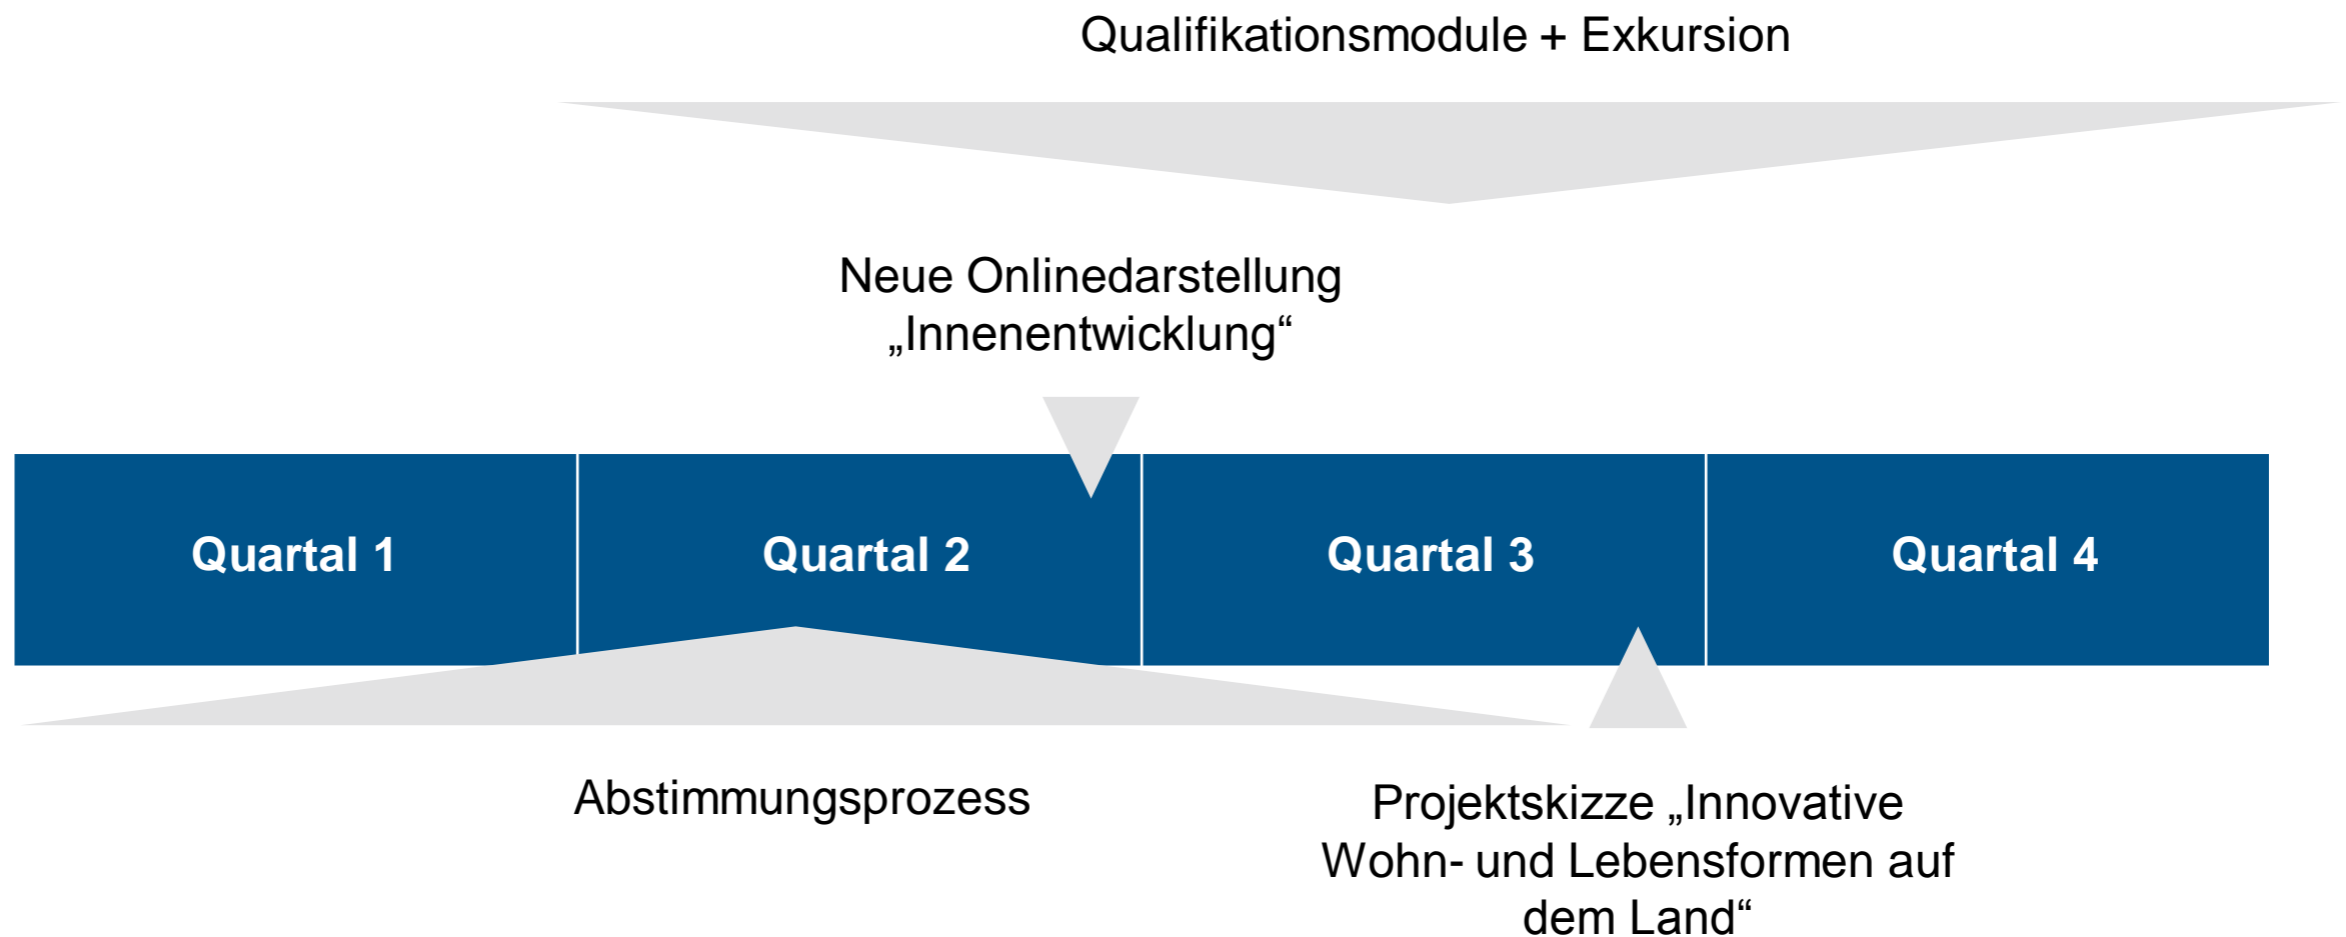 Qualifikationsmodule + Exkursion
Neue Onlinedarstellung
„Innenentwicklung“
Quartal 1
Quartal 2
Quartal 3
Quartal 4
Abstimmungsprozess
Projektskizze „Innovative
Wohn- und Lebensformen auf
dem Land“